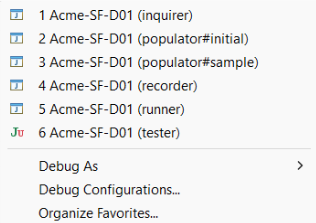 1 Acme-SF-D01 (inquirer)
2 Acme-SF-D01 (populator#initial)
3 Acme-SF-D01 (populator#sample)
4 Acme-SF-D01 (recorder)
5 Acme-SF-D01 (runner)
Ju 6 Acme-SF-D01 (tester)
Debug As
Debug Configurations...
Organize Favorites...